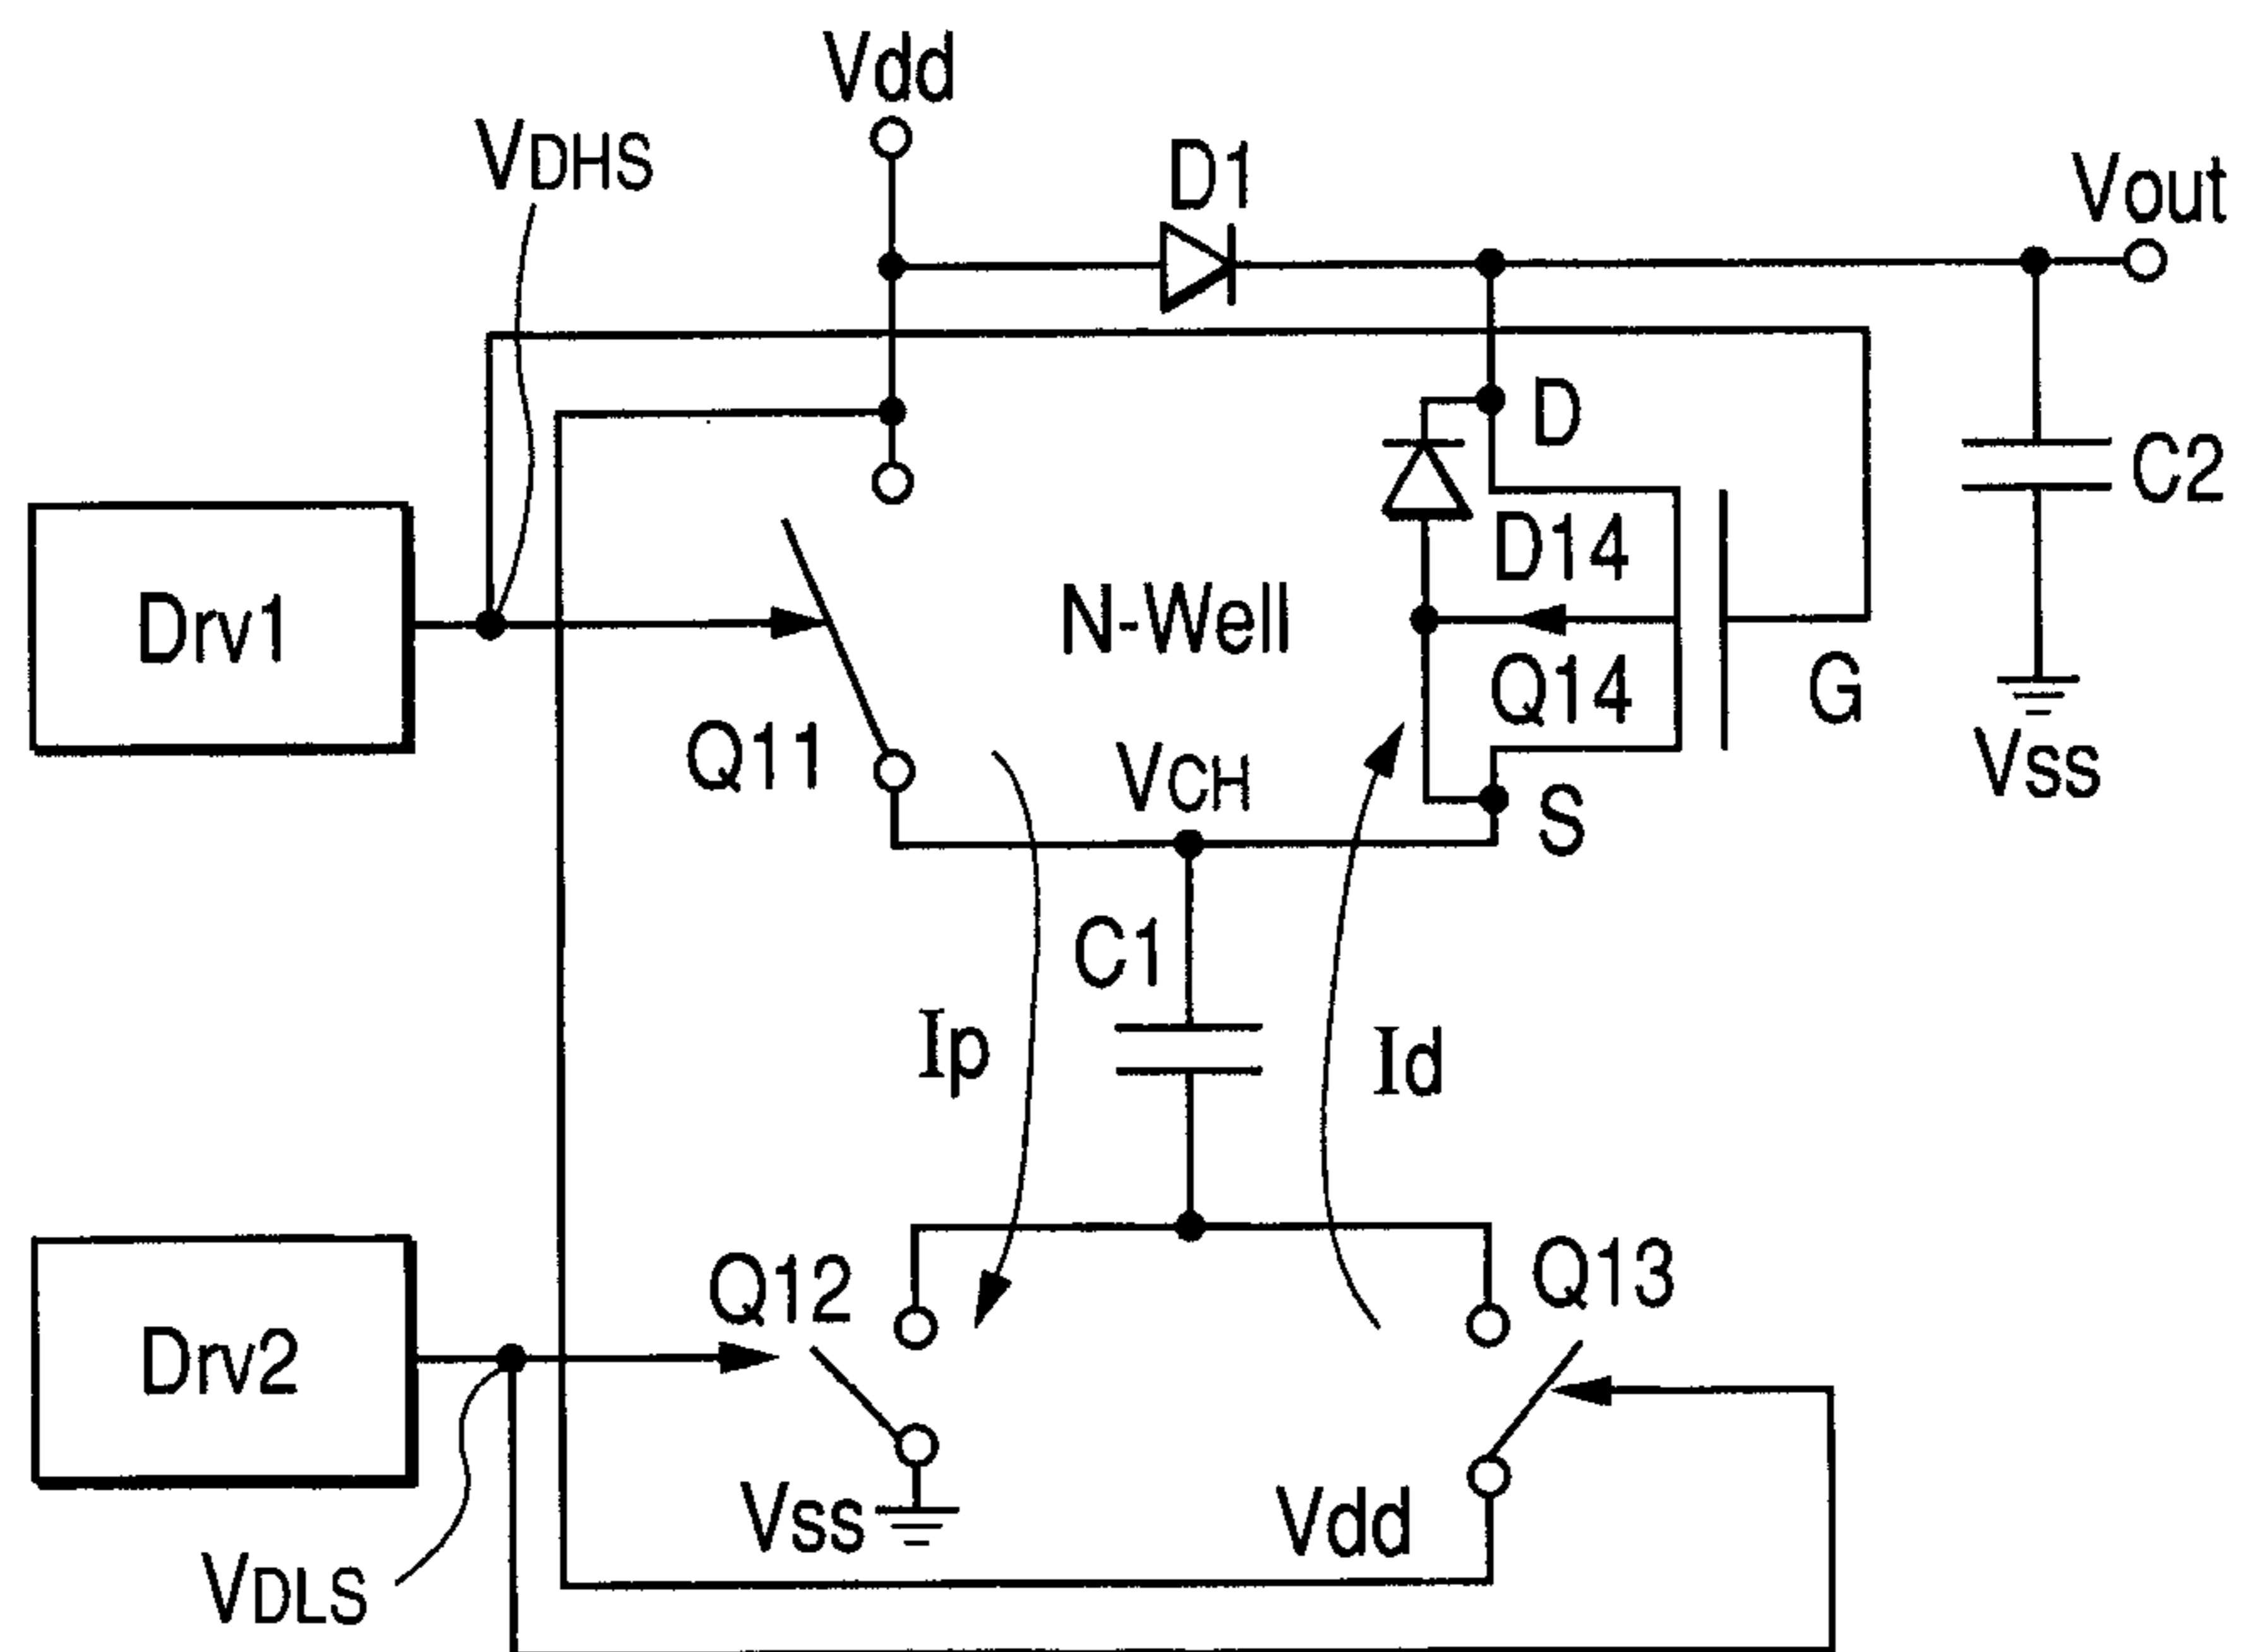 Vdd
VDHS
D1
Vout
D
C2
D14
Drv1
N-Well
Q14
G
Q11
VCH
Vss
S
C1
Ip
Id
Q12
Q13
Drv2
Vss
Vdd
VDLS